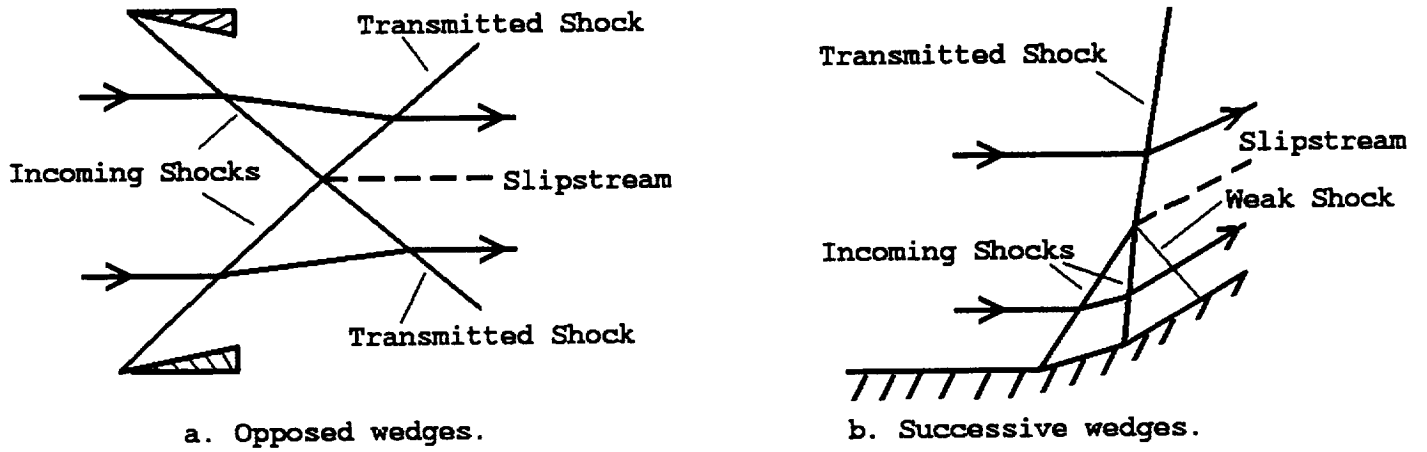 Transmitted Shock
Incoming Shocks
Slipstream
Transmitted Shock
a. Opposed wedges.
Transmitted Shock
Slipstream
Weak Shock
Incoming Shocks
b. Successive wedges.